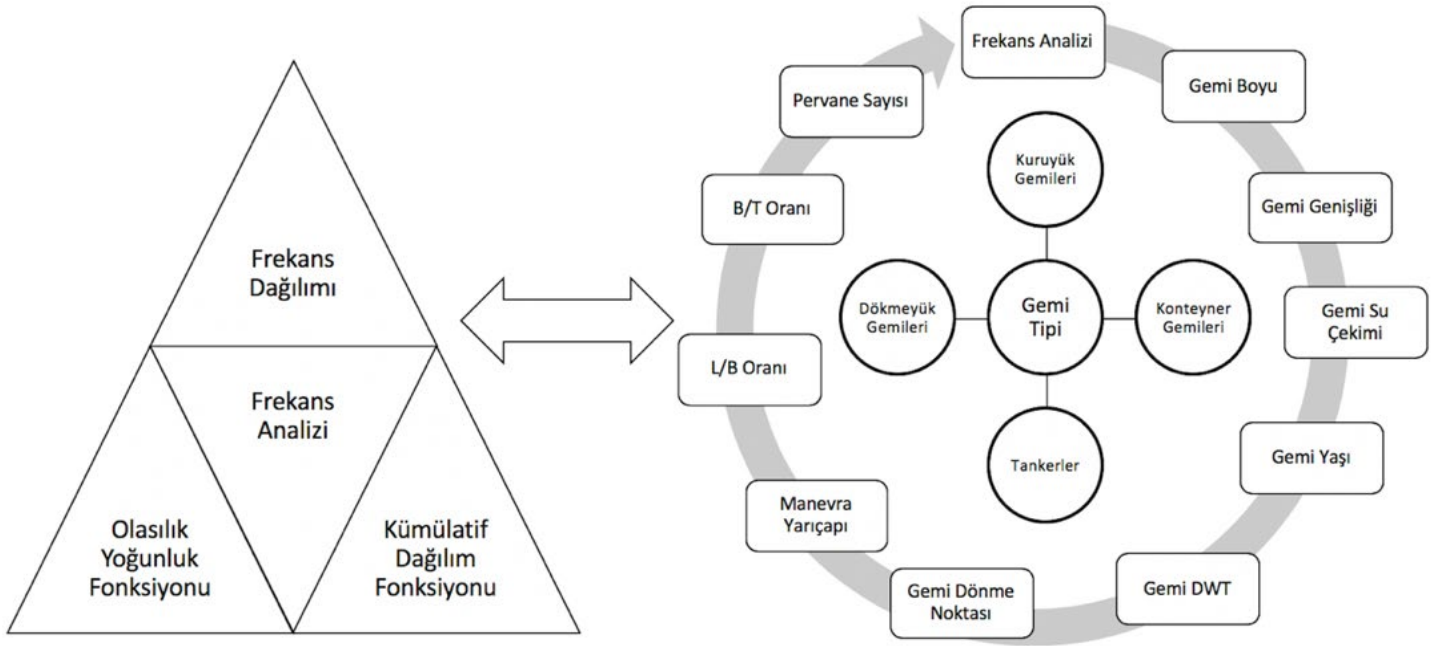 Frekans
Dağılımı
Frekans
Analizi
Olasılık
Yoğunluk
Fonksiyonu
Kümülatif
Dağılım
Fonksiyonu
Frekans Analizi
Gemi Boyu
Gemi Genişliği
Gemi Su
Çekimi
Gemi Yaşı
Gemi DWT
Gemi Dönme
Noktası
Manevra
Yarıçapı
L/B Oranı
B/T Oranı
Pervane Sayısı
Kuruyük
Gemileri
Dökmeyük
Gemileri
Gemi
Tipi
Konteyner
Gemileri
Tankerler